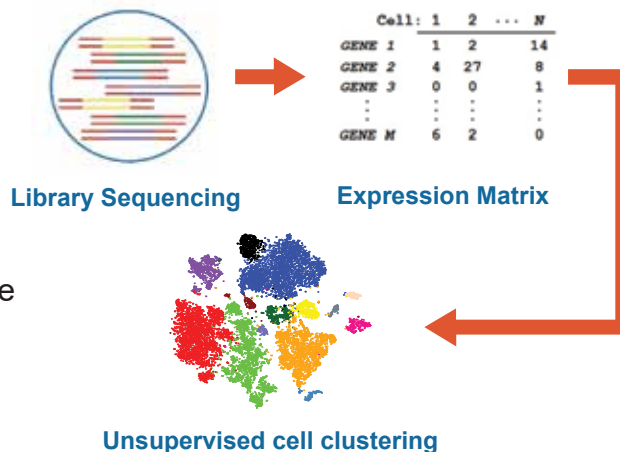 Cell: 1 2 ... N
GENE 1 1 2 14
GENE 2 4 27 8
GENE 3 0 0 1
: : : :
: : : :
GENE M 6 2 0
Library Sequencing
Expression Matrix
e
Unsupervised cell clustering